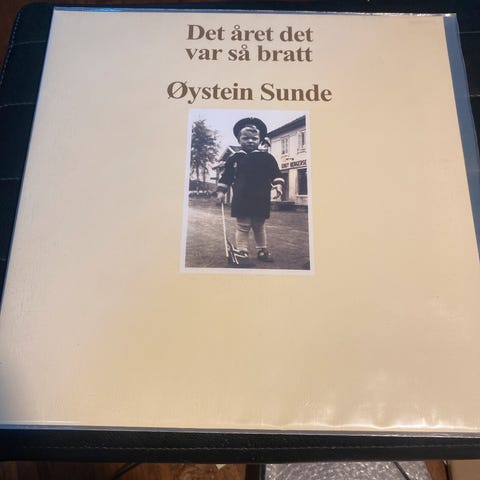 Det året det
var så bratt
Øystein Sunde